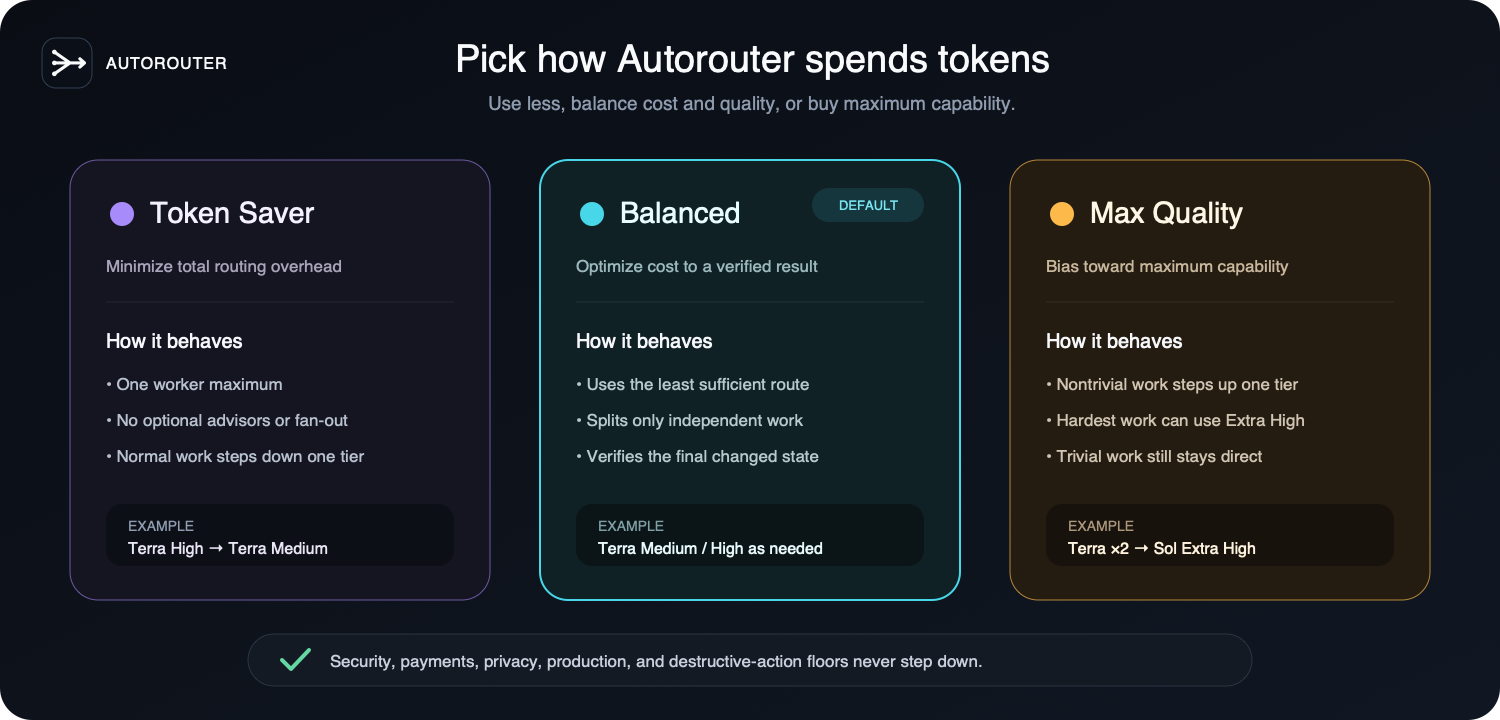 AUTOROUTER
Pick how Autorouter spends tokens
Use less, balance cost and quality, or buy maximum capability.
Token Saver
Minimize total routing overhead
How it behaves
• One worker maximum
• No optional advisors or fan-out
• Normal work steps down one tier
EXAMPLE
Terra High → Terra Medium
Balanced
DEFAULT
Optimize cost to a verified result
How it behaves
• Uses the least sufficient route
• Splits only independent work
• Verifies the final changed state
EXAMPLE
Terra Medium / High as needed
Max Quality
Bias toward maximum capability
How it behaves
• Nontrivial work steps up one tier
• Hardest work can use Extra High
• Trivial work still stays direct
EXAMPLE
Terra ×2 → Sol Extra High
Security, payments, privacy, production, and destructive-action floors never step down.